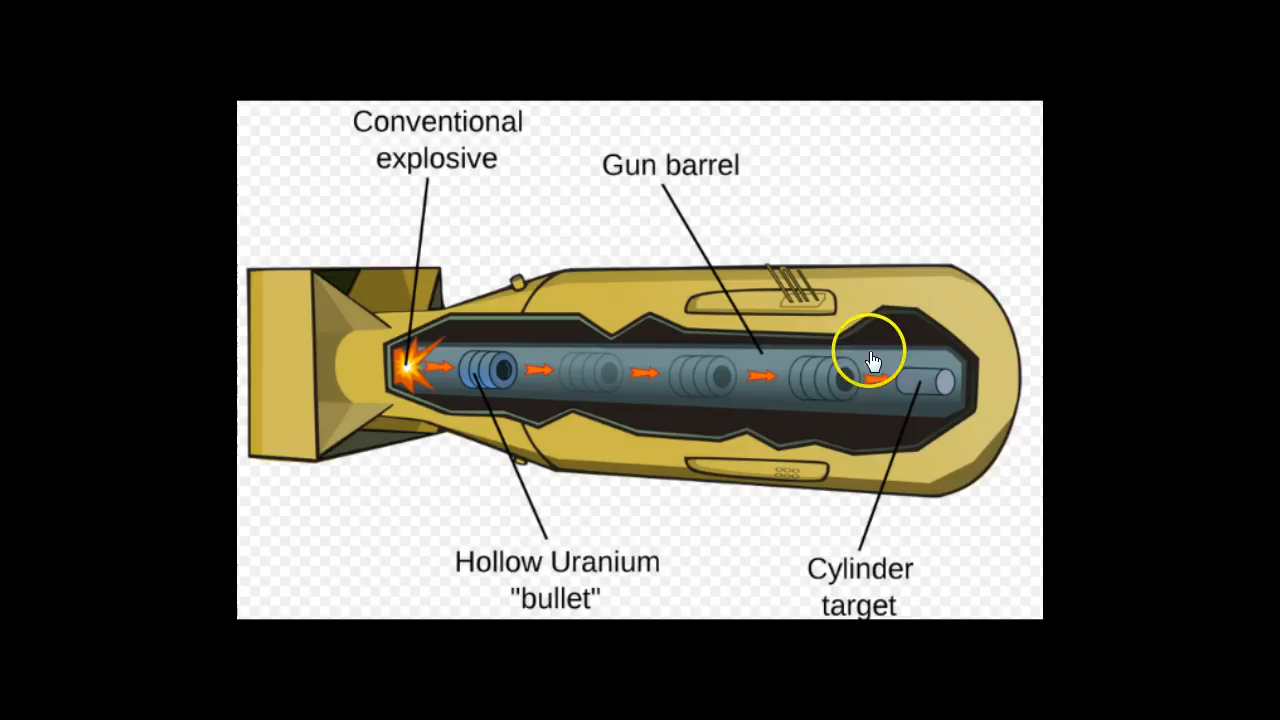 Conventional
explosive
Gun barrel
Hollow Uranium
"bullet"
Cylinder
target